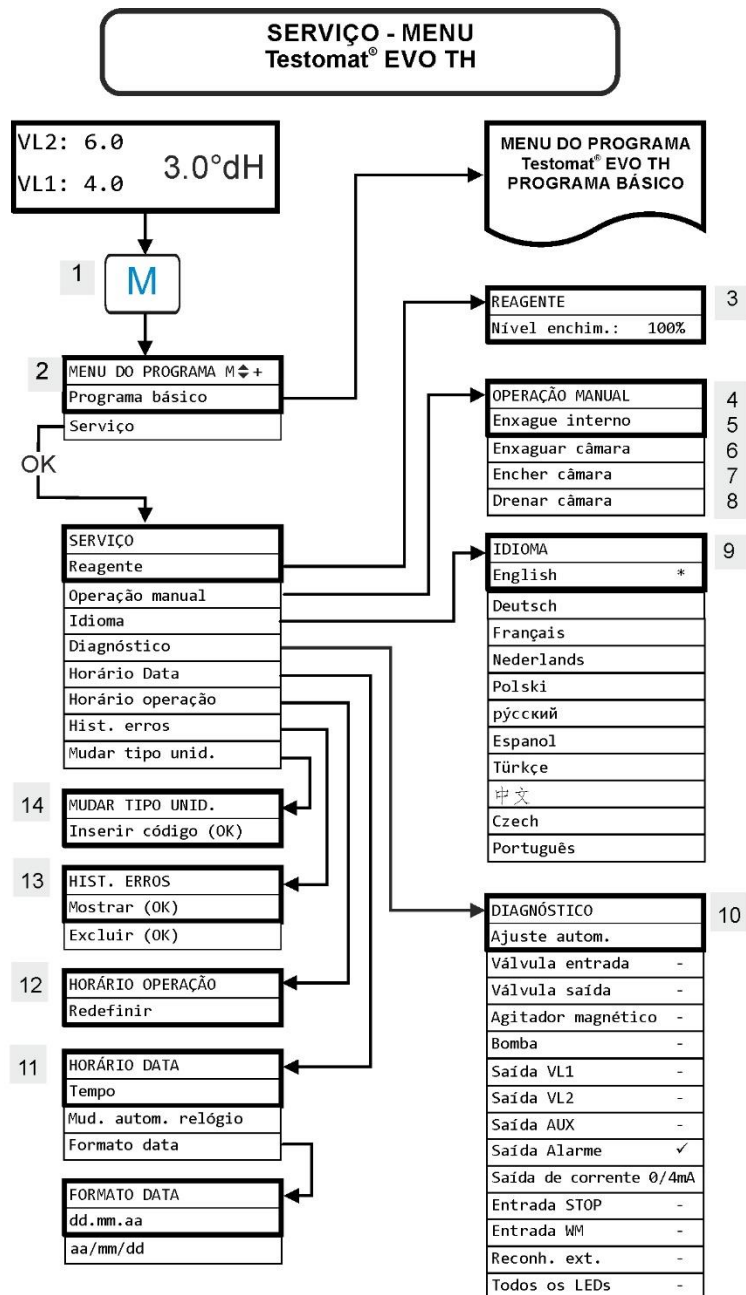 SERVIÇO - MENU
Testomat® EVO TH
VL2: 6.0
3.0°dH
VL1: 4.0
MENU DO PROGRAMA
Testomat® EVO TH
PROGRAMA BÁSICO
1
M
2
MENU DO PROGRAMA M♦+
Programa básico
Serviço
OK
SERVIÇO
Reagente
Operação manual
Idioma
Diagnóstico
Horário Data
Horário operação
Hist. erros
Mudar tipo unid.
14
MUDAR TIPO UNID.
Inserir código (OK)
13
HIST. ERROS
Mostrar (OK)
Excluir (OK)
12
HORÁRIO OPERAÇÃO
Redefinir
11
HORÁRIO DATA
Tempo
Mud. autom. relógio
Formato data
FORMATO DATA
dd.mm.aa
aa/mm/dd
REAGENTE
3
Nível enchim.: 100%
OPERAÇÃO MANUAL
4
Enxague interno
5
Enxaguar câmara
6
Encher câmara
7
Drenar câmara
8
IDIOMA
9
English *
Deutsch
Français
Nederlands
Polski
рýсский
Espanol
Türkçe
中文
Czech
Português
DIAGNÓSTICO
10
Ajuste autom.
Válvula entrada -
Válvula saída -
Agitador magnético -
Bomba -
Saída VL1 -
Saída VL2 -
Saída AUX -
Saída Alarme ✓
Saída de corrente 0/4mA
Entrada STOP -
Entrada WM -
Reconh. ext. -
Todos os LEDs -